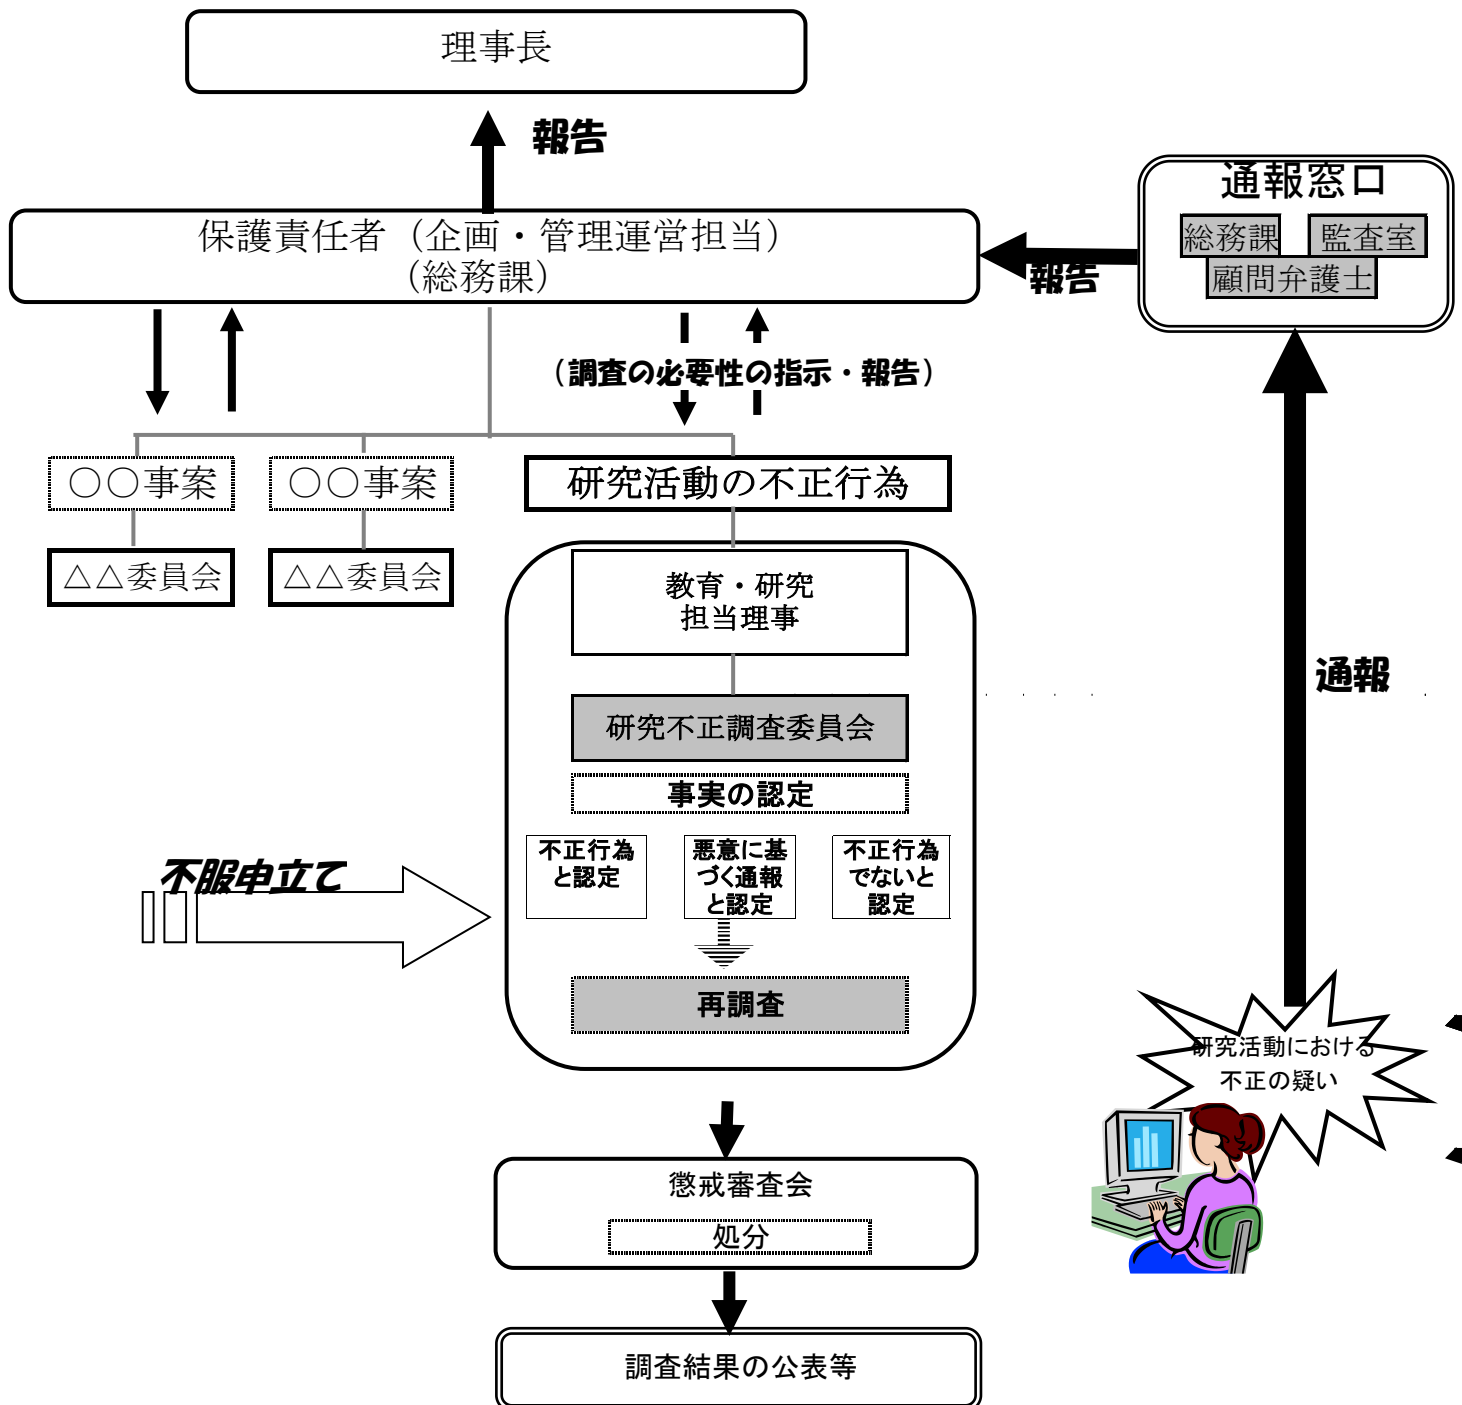 理事長
報告
通報窓口
総務課
監査室
顧問弁護士
保護責任者（企画・管理運営担当）
（総務課）
報告
（調査の必要性の指示・報告）
〇〇事案
〇〇事案
研究活動の不正行為
△△委員会
△△委員会
教育・研究
担当理事
通報
研究不正調査委員会
事実の認定
不正行為
と認定
悪意に基
づく通報
と認定
不正行為
でないと
認定
不服申立て
再調査
研究活動における
不正の疑い
懲戒審査会
処分
調査結果の公表等